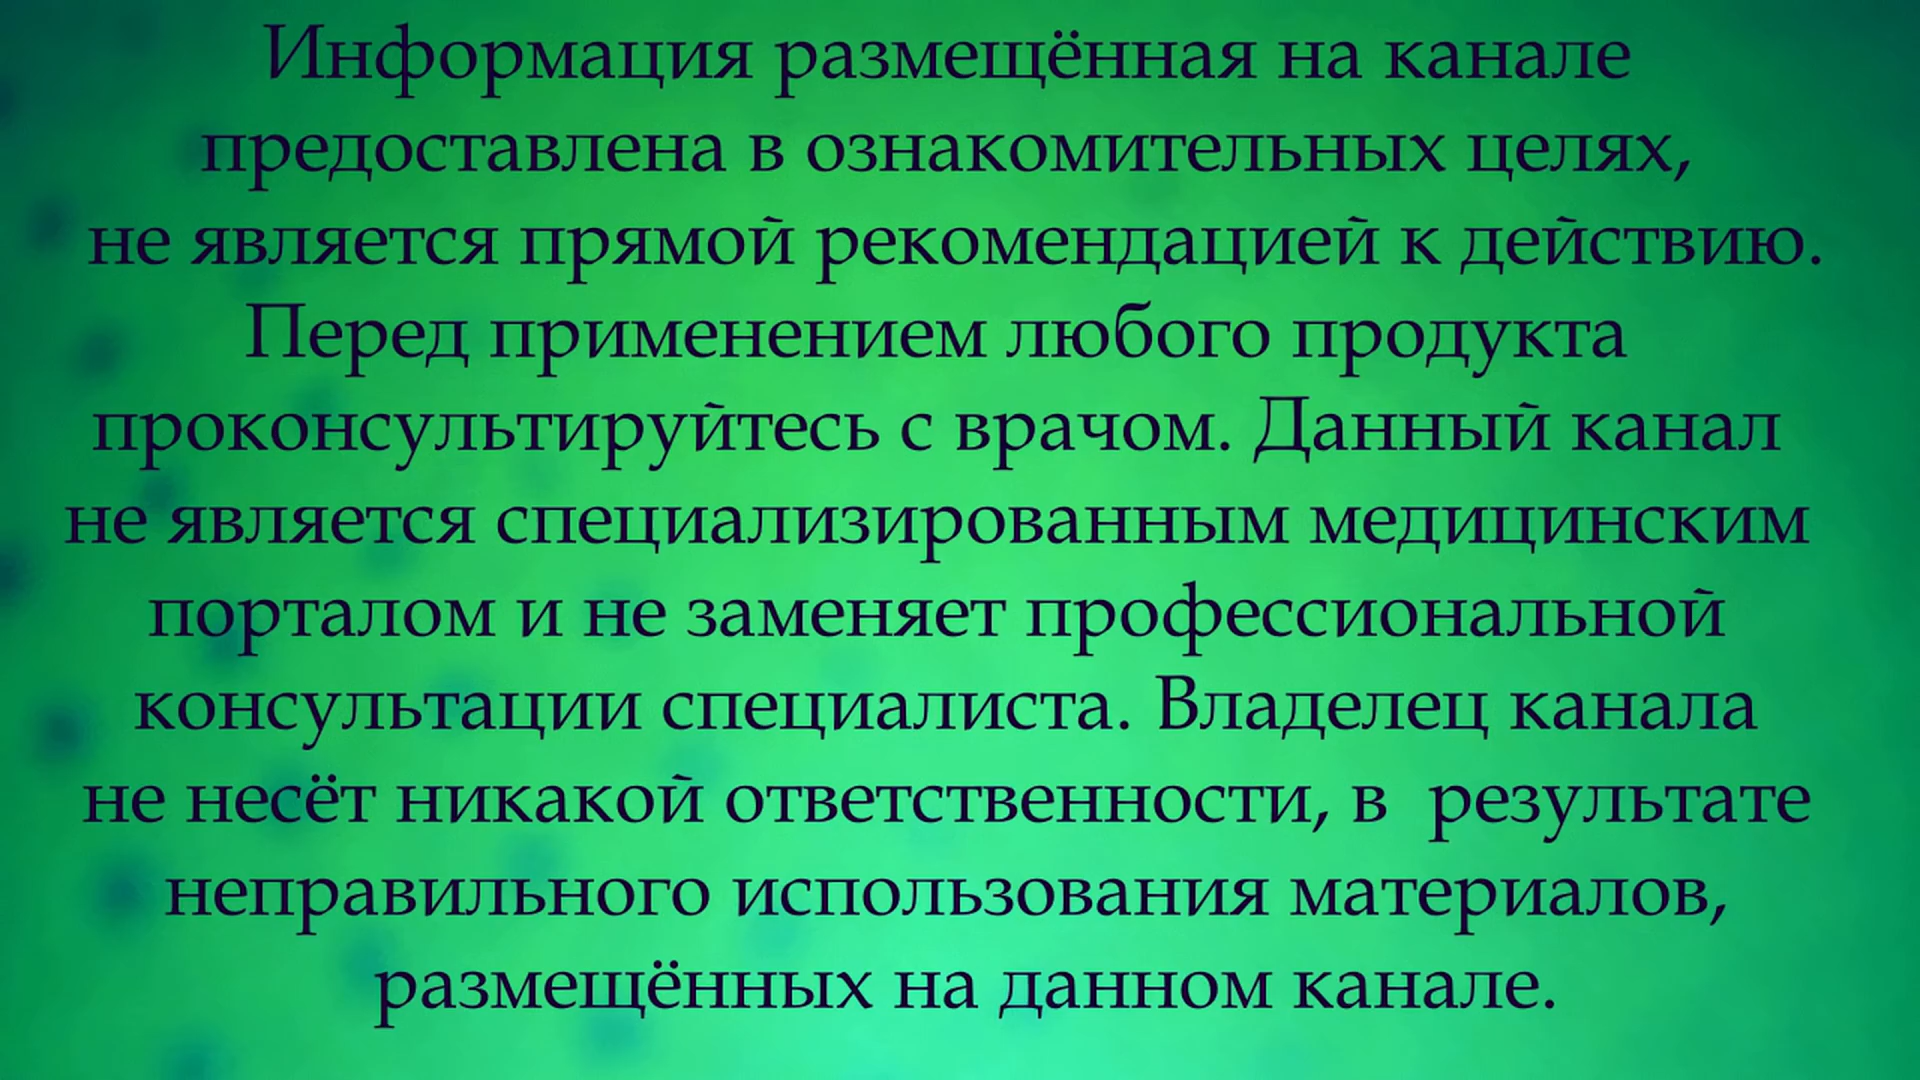 Информация размещённая на канале
предоставлена в ознакомительных целях,
не является прямой рекомендацией к действию.
Перед применением любого продукта
проконсультируйтесь с врачом. Данный канал
не является специализированным медицинским
порталом и не заменяет профессиональной
консультации специалиста. Владелец канала
не несёт никакой ответственности, в  результате
неправильного использования материалов,
размещённых на данном канале.